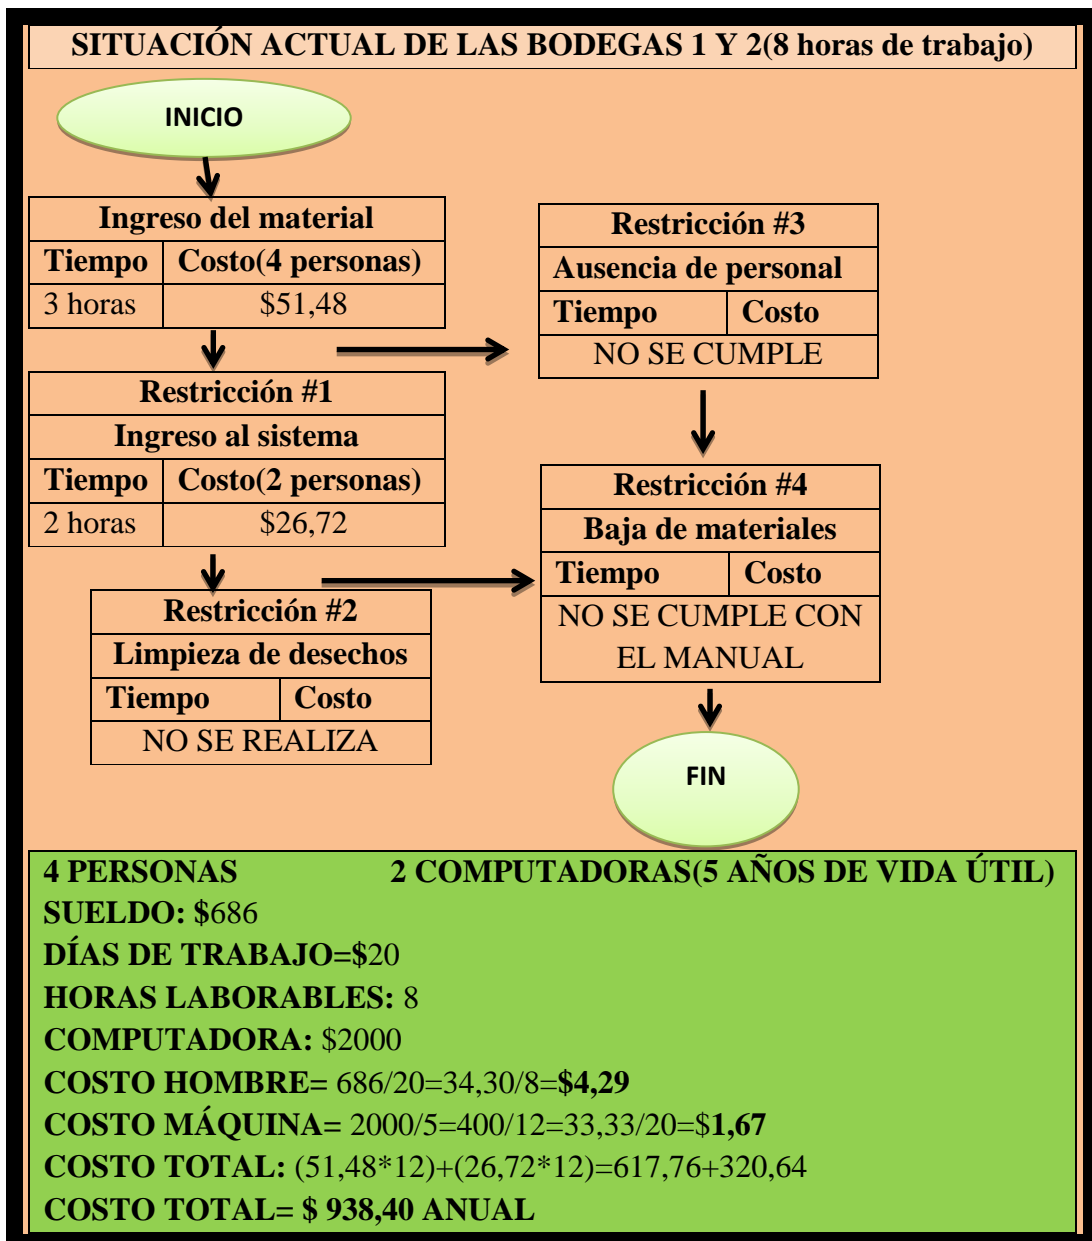 SITUACIÓN ACTUAL DE LAS BODEGAS 1 Y 2(8 horas de trabajo)
INICIO
Ingreso del material
Tiempo Costo(4 personas)
3 horas $51,48
Restricción #1
Ingreso al sistema
Tiempo Costo(2 personas)
2 horas $26,72
Restricción #2
Limpieza de desechos
Tiempo Costo
NO SE REALIZA
Restricción #3
Ausencia de personal
Tiempo Costo
NO SE CUMPLE
Restricción #4
Baja de materiales
Tiempo Costo
NO SE CUMPLE CON
EL MANUAL
FIN
4 PERSONAS 2 COMPUTADORAS(5 AÑOS DE VIDA ÚTIL)
SUELDO: $686
DÍAS DE TRABAJO=$20
HORAS LABORABLES: 8
COMPUTADORA: $2000
COSTO HOMBRE= 686/20=34,30/8=$4,29
COSTO MÁQUINA= 2000/5=400/12=33,33/20=$1,67
COSTO TOTAL: (51,48*12)+(26,72*12)=617,76+320,64
COSTO TOTAL= $ 938,40 ANUAL